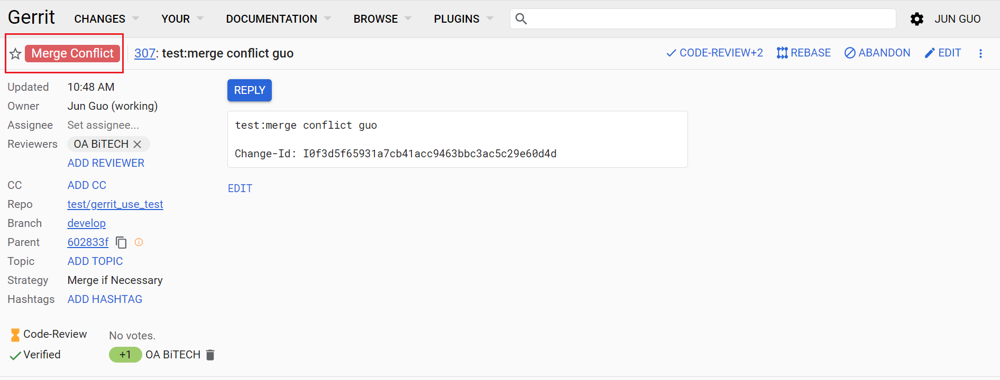 Gerrit CHANGES YOUR DOCUMENTATION BROWSE PLUGINS JUN GUO
Merge Conflict 307: test:merge conflict guo CODE-REVIEW+2 REBASE ABANDON EDIT
Updated 10:48 AM
Owner Jun Guo (working)
Assignee Set assignee...
Reviewers OA BiTECH
ADD REVIEWER
CC ADD CC
Repo test/gerrit_use_test
Branch develop
Parent 602833f
Topic ADD TOPIC
Strategy Merge if Necessary
Hashtags ADD HASHTAG
Code-Review No votes.
Verified +1 OA BiTECH
REPLY
test:merge conflict guo
Change-Id: I0f3d5f65931a7cb41acc9463bbc3ac5c29e60d4d
EDIT